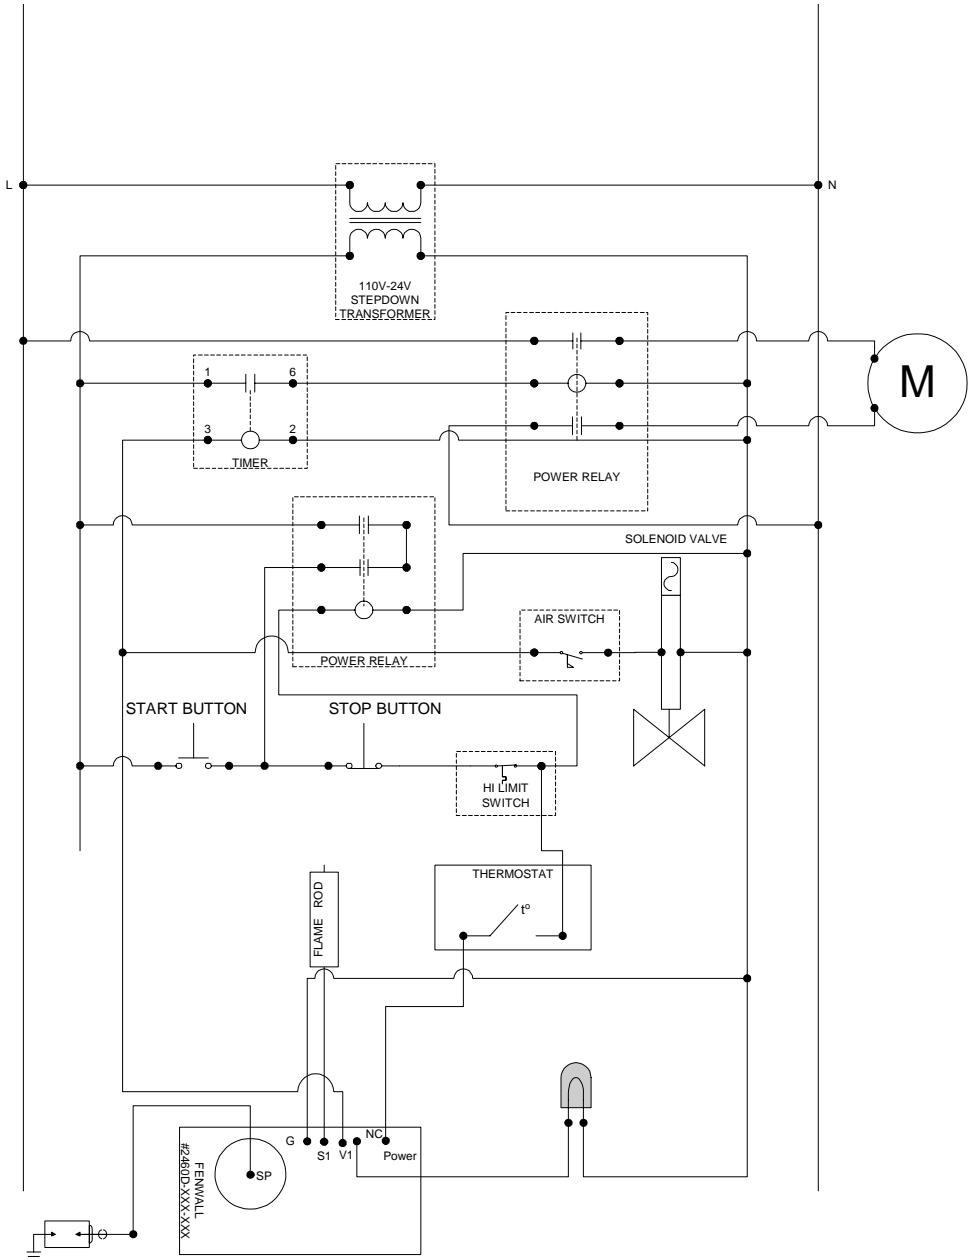 L
N
110V-24V
STEPDOWN
TRANSFORMER
1
6
M
3
2
TIMER
POWER RELAY
SOLENOID VALVE
AIR SWITCH
POWER RELAY
START BUTTON
STOP BUTTON
HI LIMIT
SWITCH
THERMOSTAT
t°
FLAME ROD
G
S1
V1
NC
Power
SP
FENWALL
#2460D-XXX-XXX